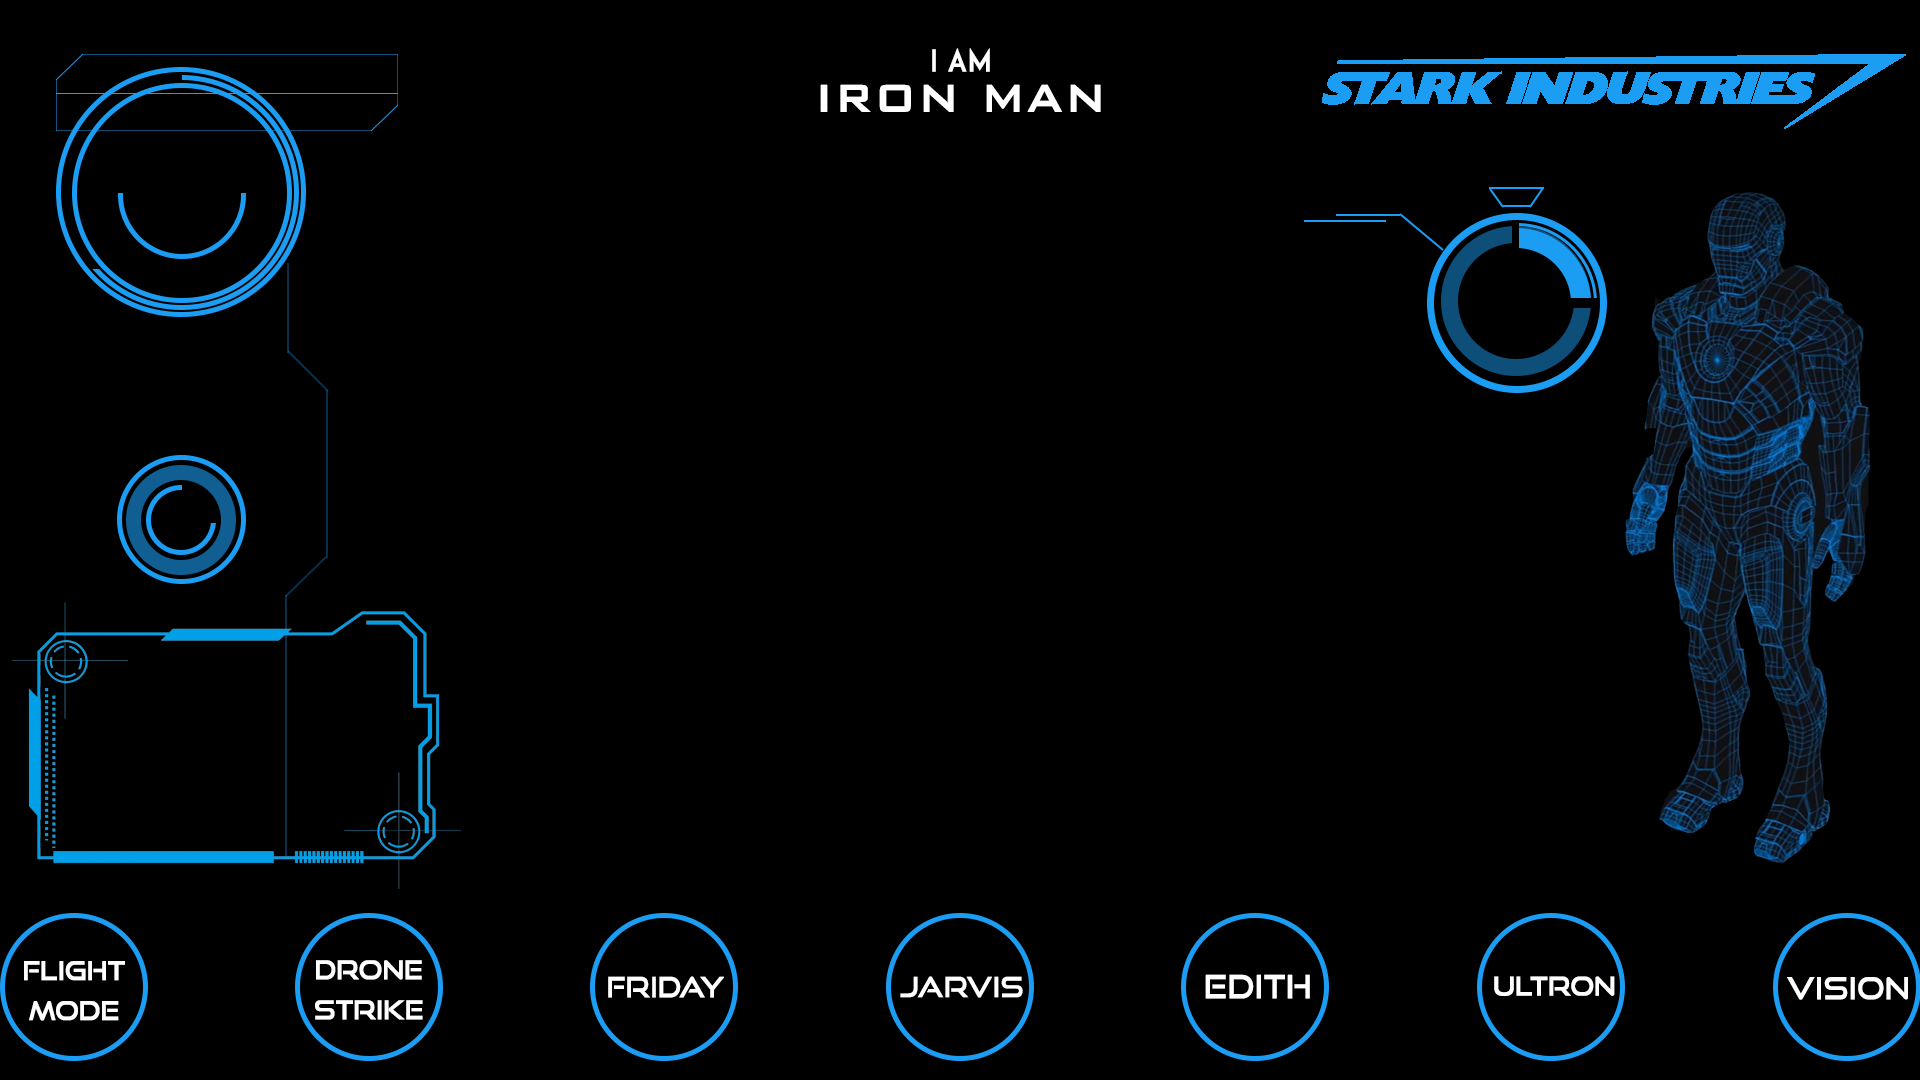 I AM
IRON MAN
STARK INDUSTRIES
FLIGHT
MODE
DRONE
STRIKE
FRIDAY
JARVIS
EDITH
ULTRON
VISION